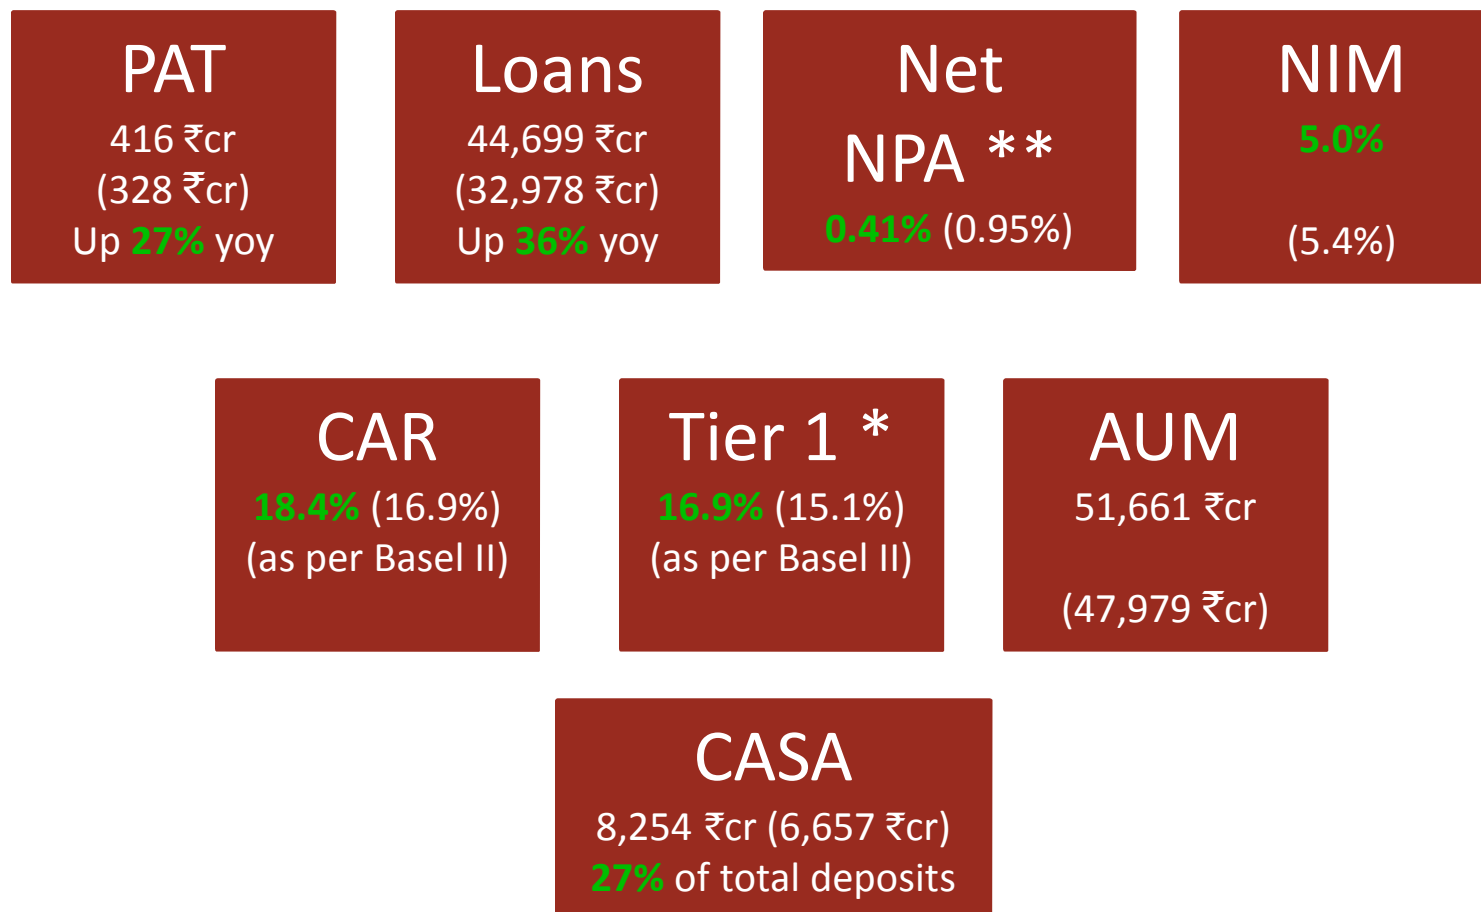 PAT
416 ₹cr
(328 ₹cr)
Up 27% yoy
Loans
44,699 ₹cr
(32,978 ₹cr)
Up 36% yoy
Net
NPA **
0.41% (0.95%)
NIM
5.0%
(5.4%)
CAR
18.4% (16.9%)
(as per Basel II)
Tier 1 *
16.9% (15.1%)
(as per Basel II)
AUM
51,661 ₹cr
(47,979 ₹cr)
CASA
8,254 ₹cr (6,657 ₹cr)
27% of total deposits